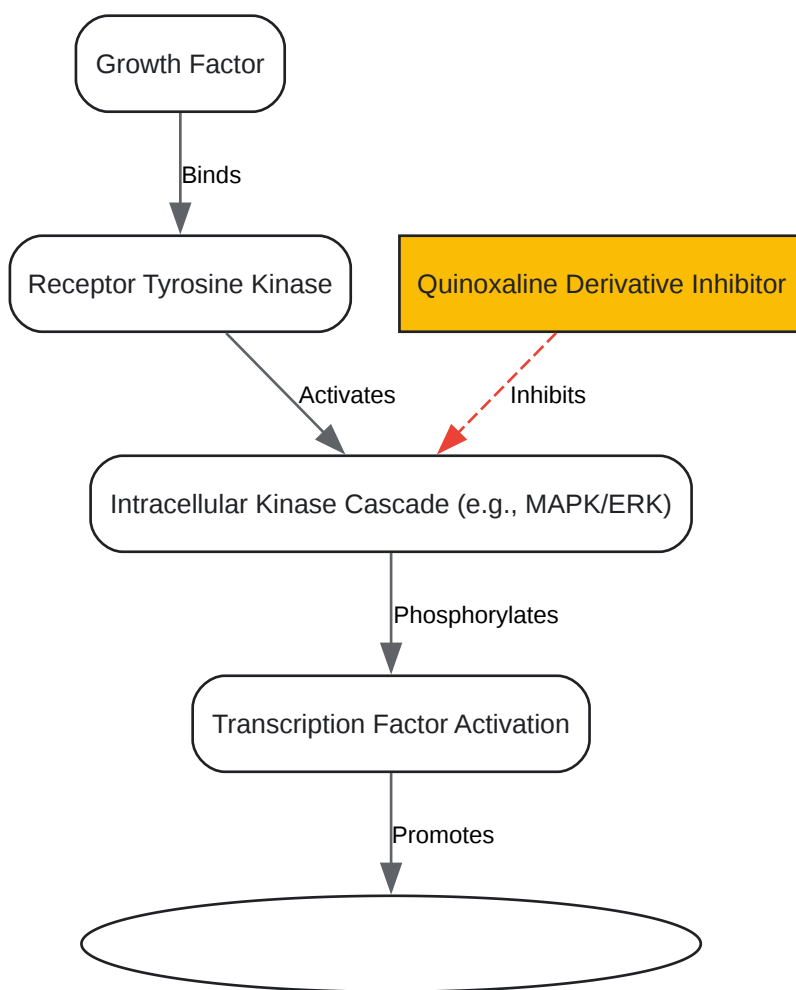 Growth Factor
Binds
Receptor Tyrosine Kinase
Quinoxaline Derivative Inhibitor
Activates
Inhibits
Intracellular Kinase Cascade (e.g., MAPK/ERK)
Phosphorylates
Transcription Factor Activation
Promotes